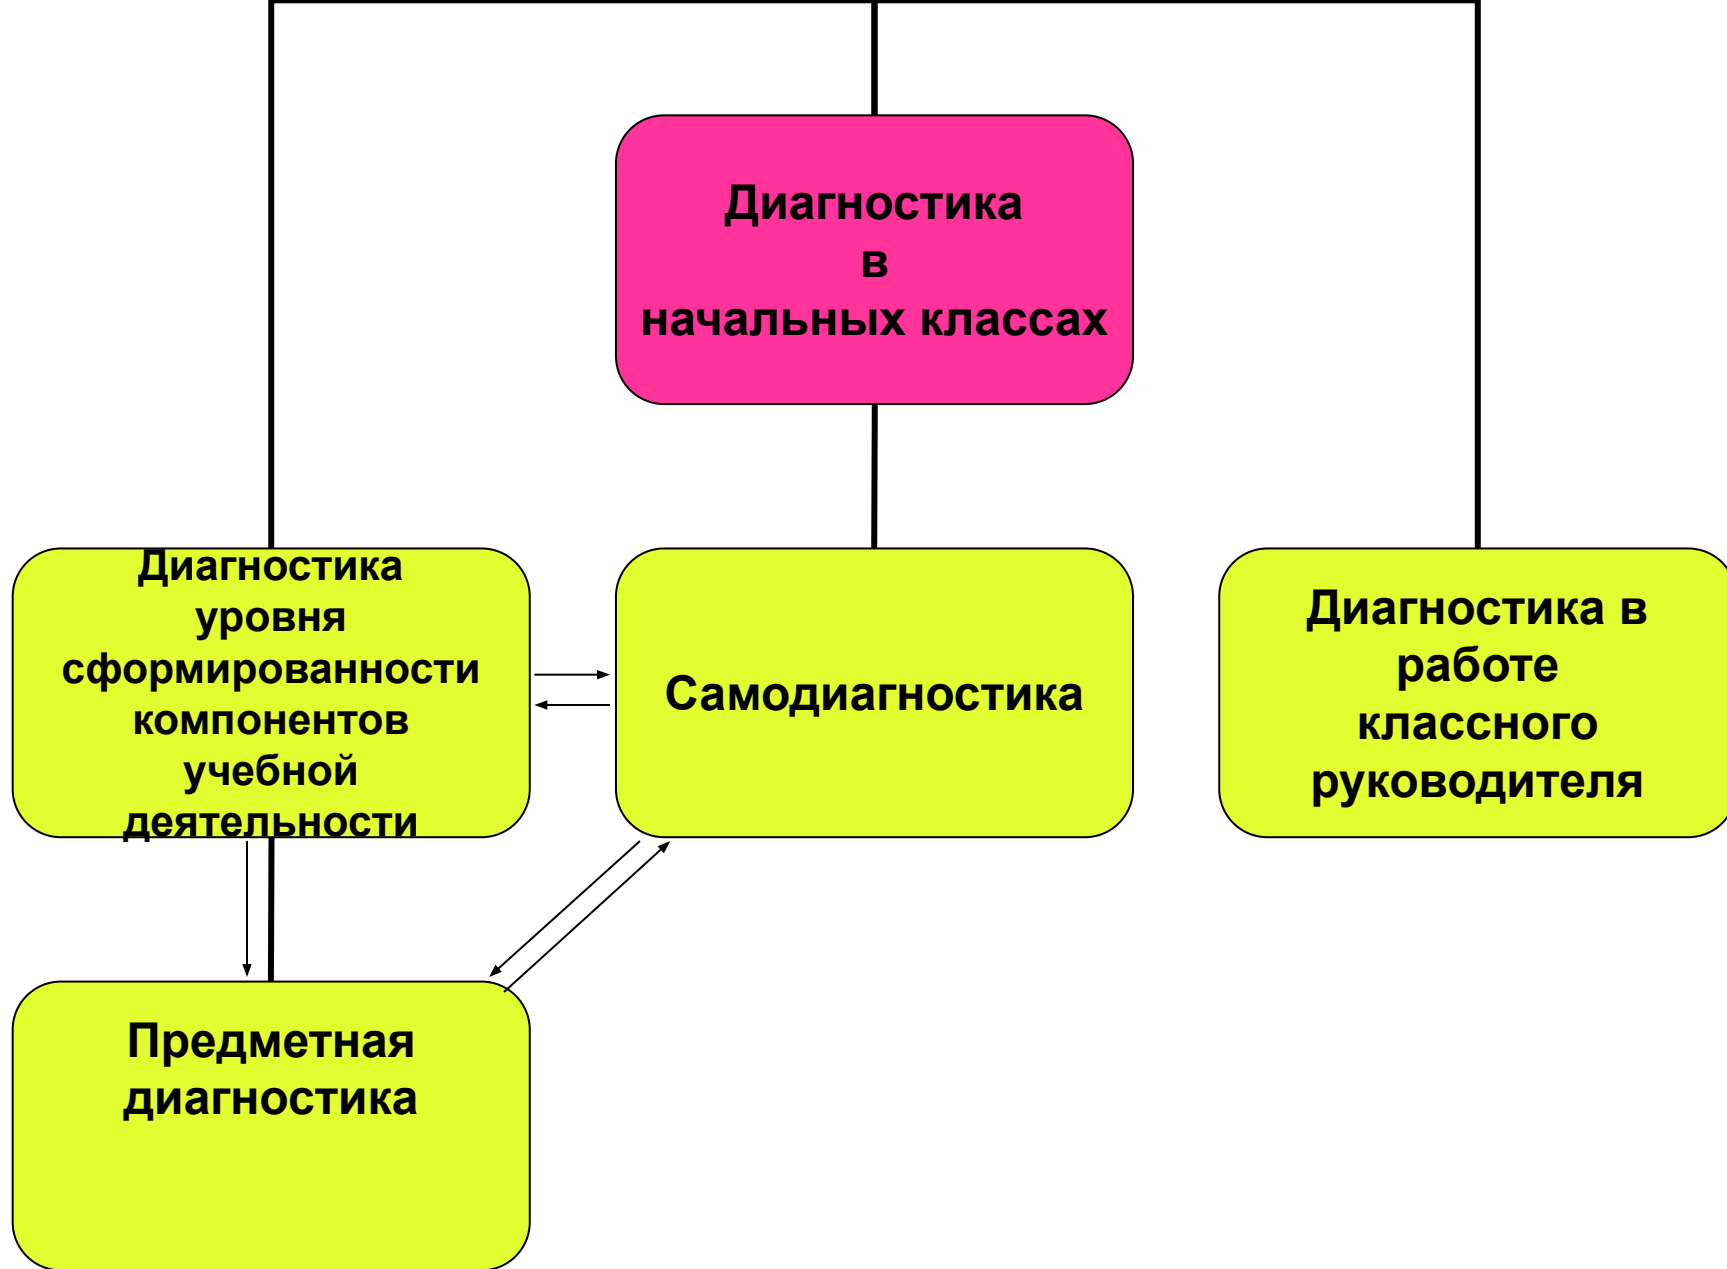 Диагностика
в
начальных классах
Диагностика
уровня
сформированности
компонентов
учебной
деятельности
Самодиагностика
Диагностика в
работе
классного
руководителя
Предметная
диагностика